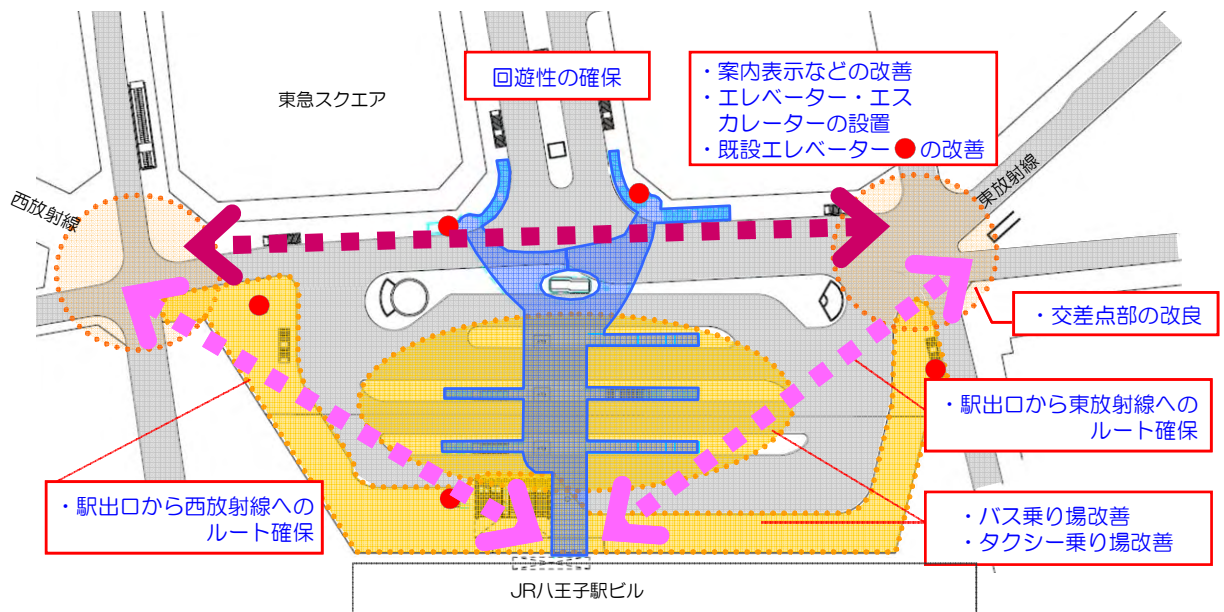 回遊性の確保
・案内表示などの改善
・エレベーター・エス
カレーターの設置
・既設エレベーター●の改善
東急スクエア
西放射線
東放射線
・交差点部の改良
・駅出口から東放射線への
ルート確保
・駅出口から西放射線への
ルート確保
・バス乗り場改善
・タクシー乗り場改善
JR八王子駅ビル